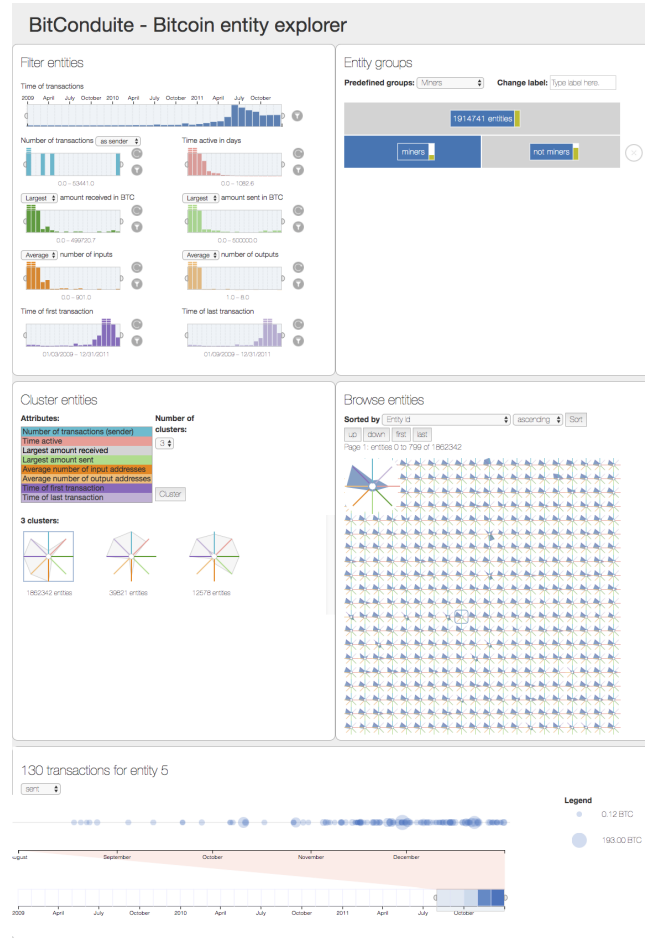 BitConduite - Bitcoin entity explorer
Filter entities
Time of transactions
2009 April July October 2010 April July October 2011 April July October
Number of transactions as sender
Time active in days
0.0 – 53441.0
0.0 – 1082.6
Largest amount received in BTC
Largest amount sent in BTC
0.0 – 499720.7
0.0 – 500000.0
Average number of inputs
Average number of outputs
0.0 – 901.0
1.0 – 8.0
Time of first transaction
Time of last transaction
01/03/2009 – 12/31/2011
01/09/2009 – 12/31/2011
Entity groups
Predefined groups: Miners Change label: Type label here.
1914741 entities
miners
not miners
Cluster entities
Attributes:
Number of transactions (sender)
Time active
Largest amount received
Largest amount sent
Average number of input addresses
Average number of output addresses
Time of first transaction
Time of last transaction
Number of
clusters:
3
Cluster
3 clusters:
1862342 entities
39821 entities
12578 entities
Browse entities
Sorted by Entity Id ascending Sort
up down first last
Page 1: entities 0 to 799 of 1862342
130 transactions for entity 5
sent
Legend
0.12 BTC
193.00 BTC
ugust September October November December
2009 April July October 2010 April July October 2011 April July October